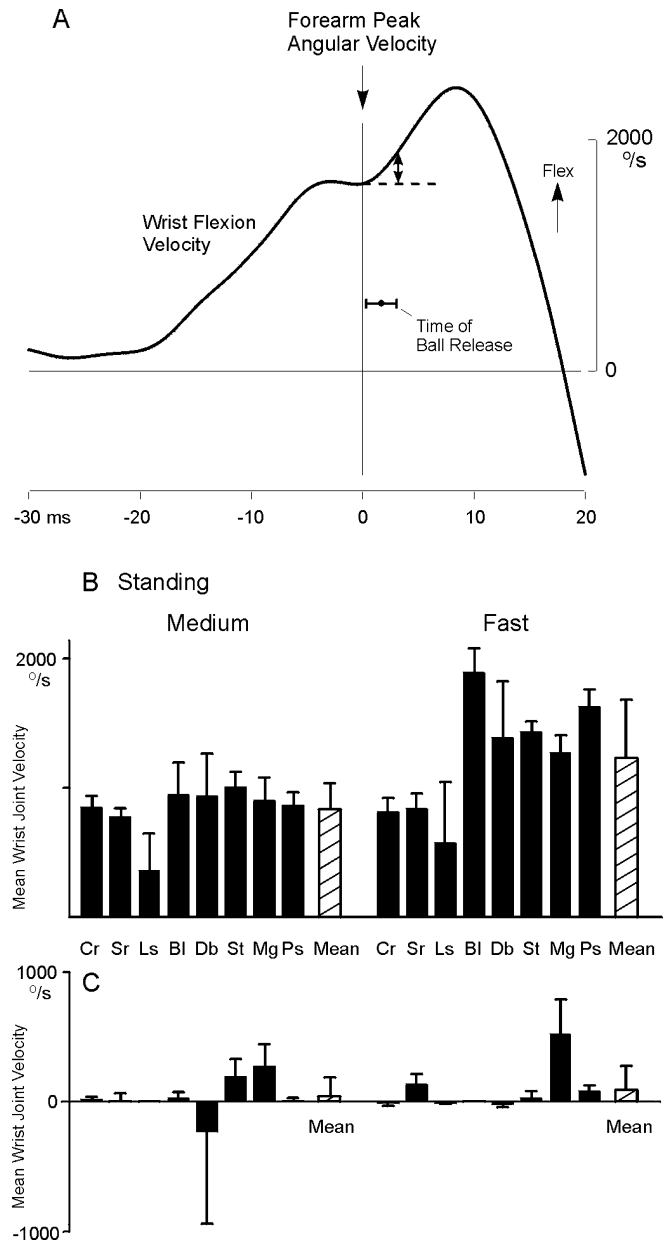 A
Forearm Peak
Angular Velocity
2000
º/s
Flex
Wrist Flexion
Velocity
Time of
Ball Release
0
-30 ms -20 -10 0 10 20
B Standing
Medium Fast
2000
º/s
Mean Wrist Joint Velocity
Cr Sr Ls Bl Db St Mg Ps Mean Cr Sr Ls Bl Db St Mg Ps Mean
1000
º/s
C
Mean Wrist Joint Velocity
0
Mean Mean
-1000